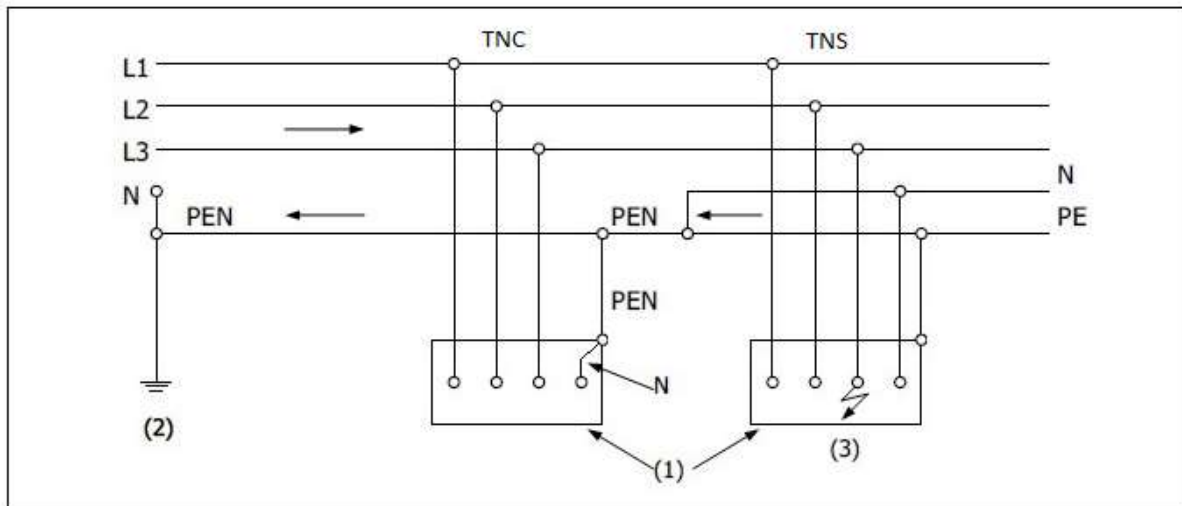 TNC TNS
L1
L2
L3
N N
PEN PEN PE
PEN
N
(2) (1) (3)